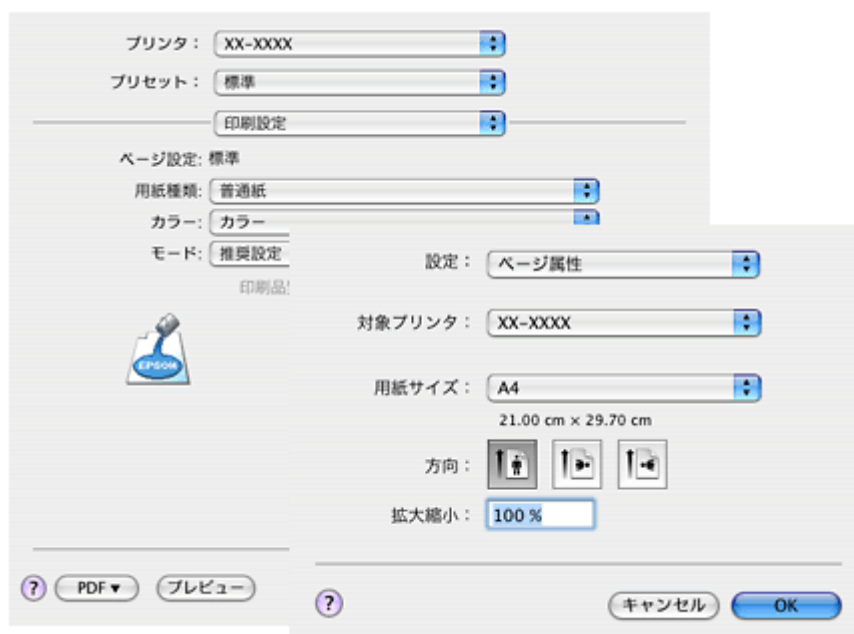 プリンタ： XX-XXXX
プリセット： 標準
印刷設定
ページ設定: 標準
用紙種類: 普通紙
カラー: カラー
モード: 推奨設定
印刷品
EPSON
? PDF▼ プレビュー
設定： ページ属性
対象プリンタ： XX-XXXX
用紙サイズ： A4
21.00 cm × 29.70 cm
方向：
拡大縮小： 100 %
? キャンセル OK